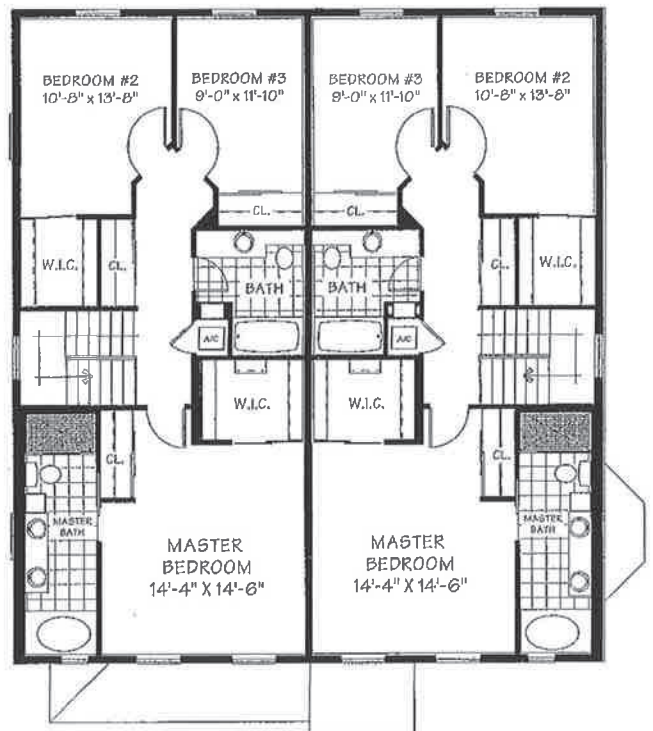 BEDROOM #2
10'-8" x 13'-8"
BEDROOM #3
9'-0" x 11'-10"
BEDROOM #3
9'-0" x 11'-10"
BEDROOM #2
10'-8" x 13'-8"
CL.
CL.
W.I.C.
CL.
BATH
BATH
CL.
W.I.C.
A/C
A/C
W.I.C.
W.I.C.
CL.
CL.
MASTER
BATH
MASTER
BATH
MASTER
BEDROOM
14'-4" X 14'-6"
MASTER
BEDROOM
14'-4" X 14'-6"